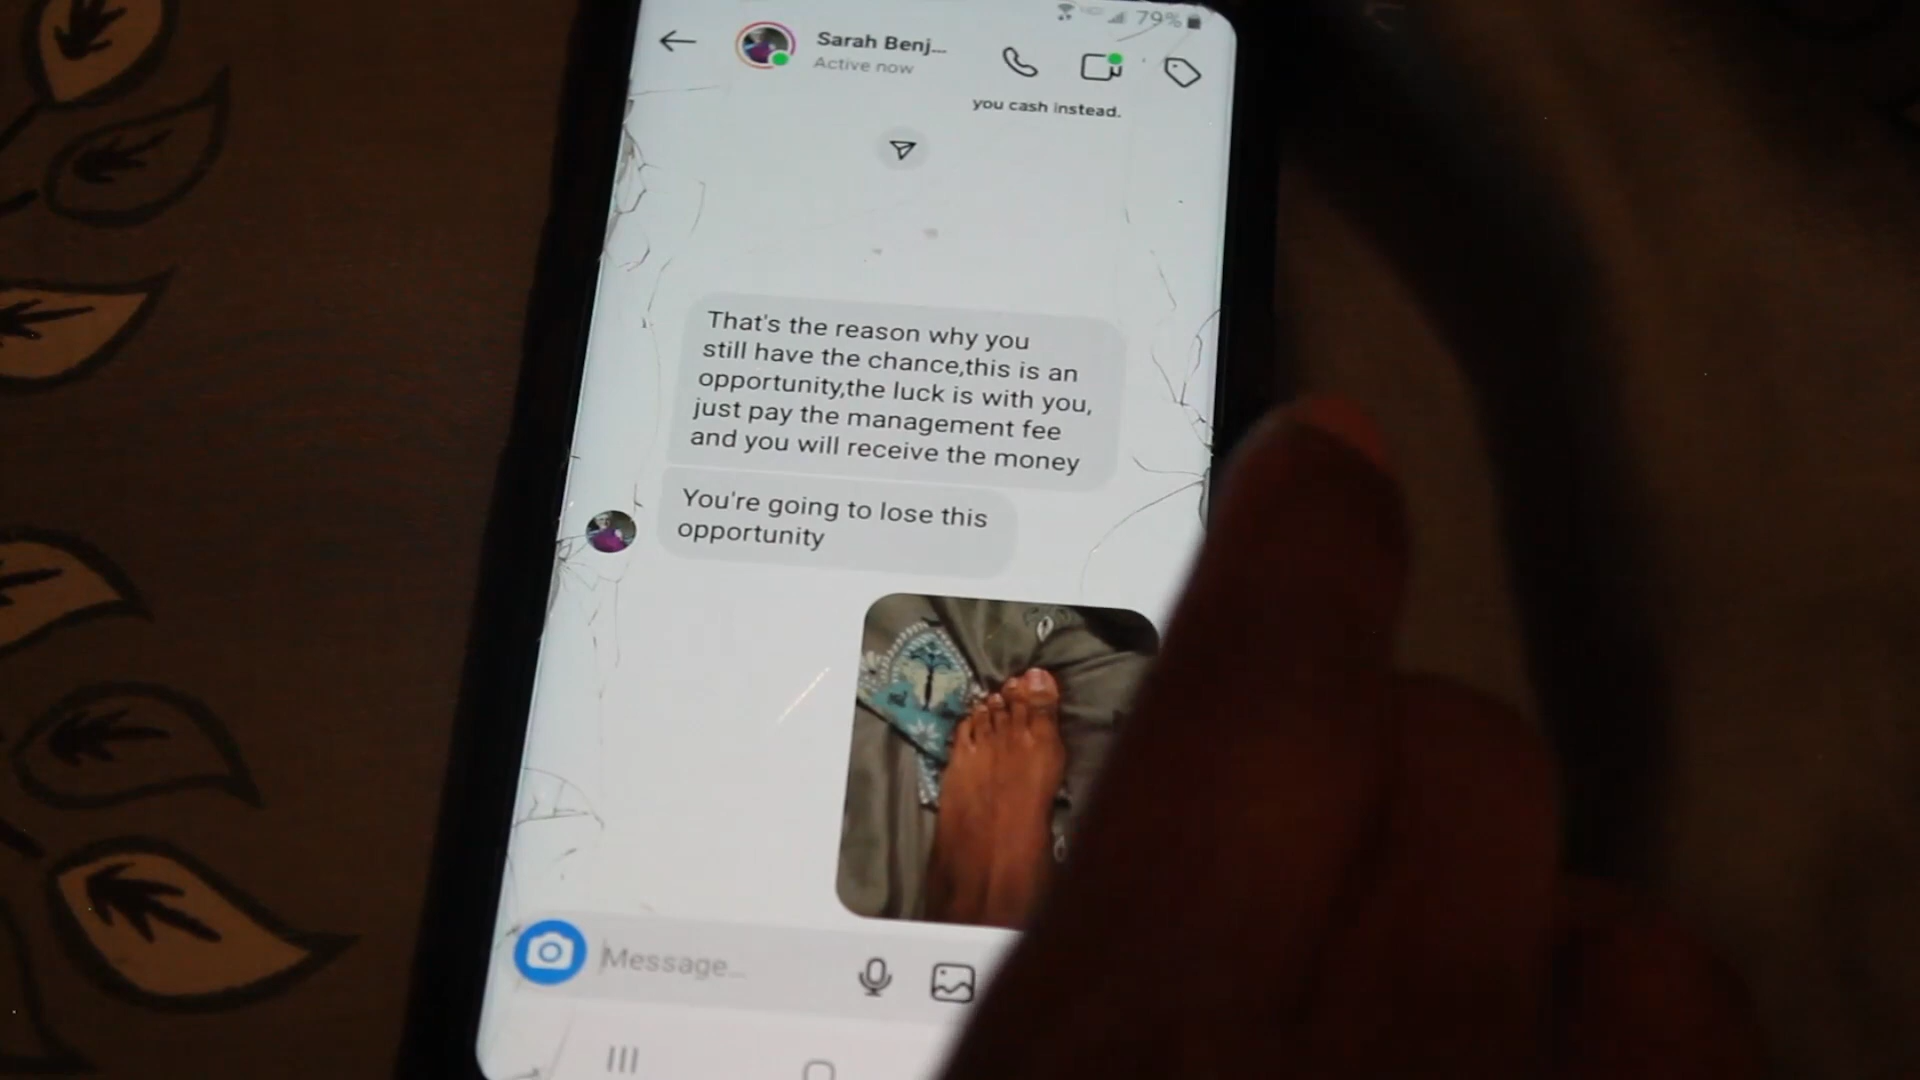 79%
Sarah Benj...
Active now
you cash instead.
That's the reason why you
still have the chance,this is an
opportunity,the luck is with you,
just pay the management fee
and you will receive the money
You're going to lose this
opportunity
Message...